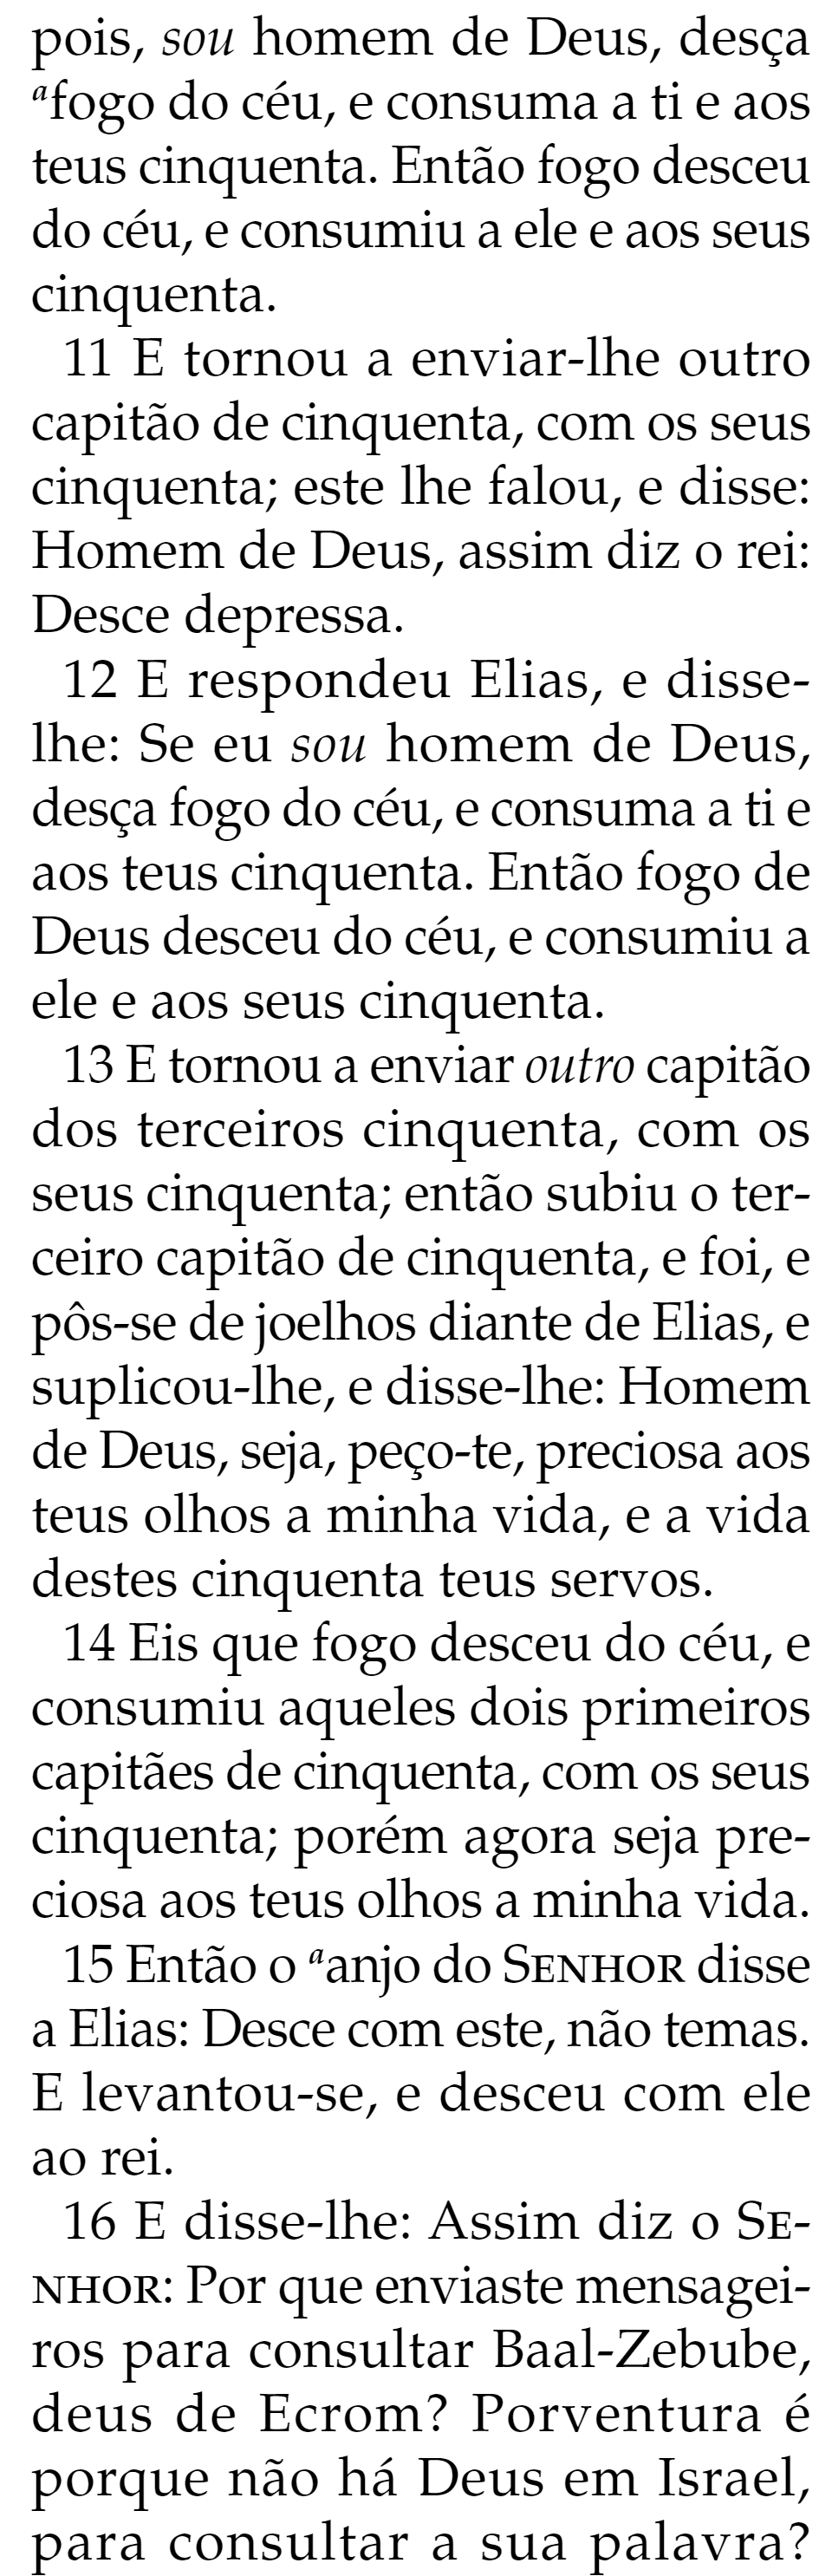 pois, sou homem de Deus, desça
ᵃfogo do céu, e consuma a ti e aos
teus cinquenta. Então fogo desceu
do céu, e consumiu a ele e aos seus
cinquenta.
11 E tornou a enviar-lhe outro
capitão de cinquenta, com os seus
cinquenta; este lhe falou, e disse:
Homem de Deus, assim diz o rei:
Desce depressa.
12 E respondeu Elias, e disse-
lhe: Se eu sou homem de Deus,
desça fogo do céu, e consuma a ti e
aos teus cinquenta. Então fogo de
Deus desceu do céu, e consumiu a
ele e aos seus cinquenta.
13 E tornou a enviar outro capitão
dos terceiros cinquenta, com os
seus cinquenta; então subiu o ter-
ceiro capitão de cinquenta, e foi, e
pôs-se de joelhos diante de Elias, e
suplicou-lhe, e disse-lhe: Homem
de Deus, seja, peço-te, preciosa aos
teus olhos a minha vida, e a vida
destes cinquenta teus servos.
14 Eis que fogo desceu do céu, e
consumiu aqueles dois primeiros
capitães de cinquenta, com os seus
cinquenta; porém agora seja pre-
ciosa aos teus olhos a minha vida.
15 Então o ᵃanjo do SENHOR disse
a Elias: Desce com este, não temas.
E levantou-se, e desceu com ele
ao rei.
16 E disse-lhe: Assim diz o SE-
NHOR: Por que enviaste mensagei-
ros para consultar Baal-Zebube,
deus de Ecrom? Porventura é
porque não há Deus em Israel,
para consultar a sua palavra?